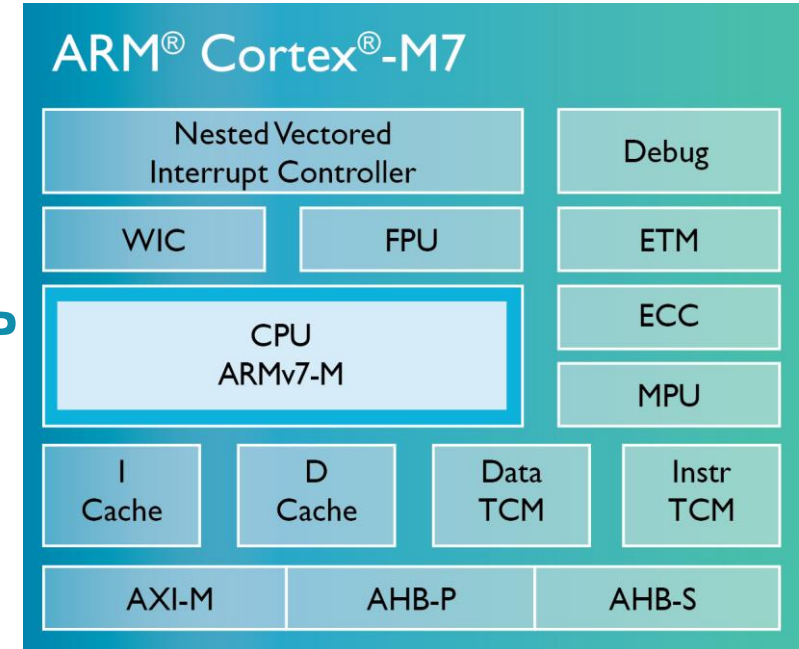 ARM® Cortex®-M7
Nested Vectored
Interrupt Controller
Debug
WIC
FPU
ETM
P
CPU
ARMv7-M
ECC
MPU
I
Cache
D
Cache
Data
TCM
Instr
TCM
AXI-M
AHB-P
AHB-S